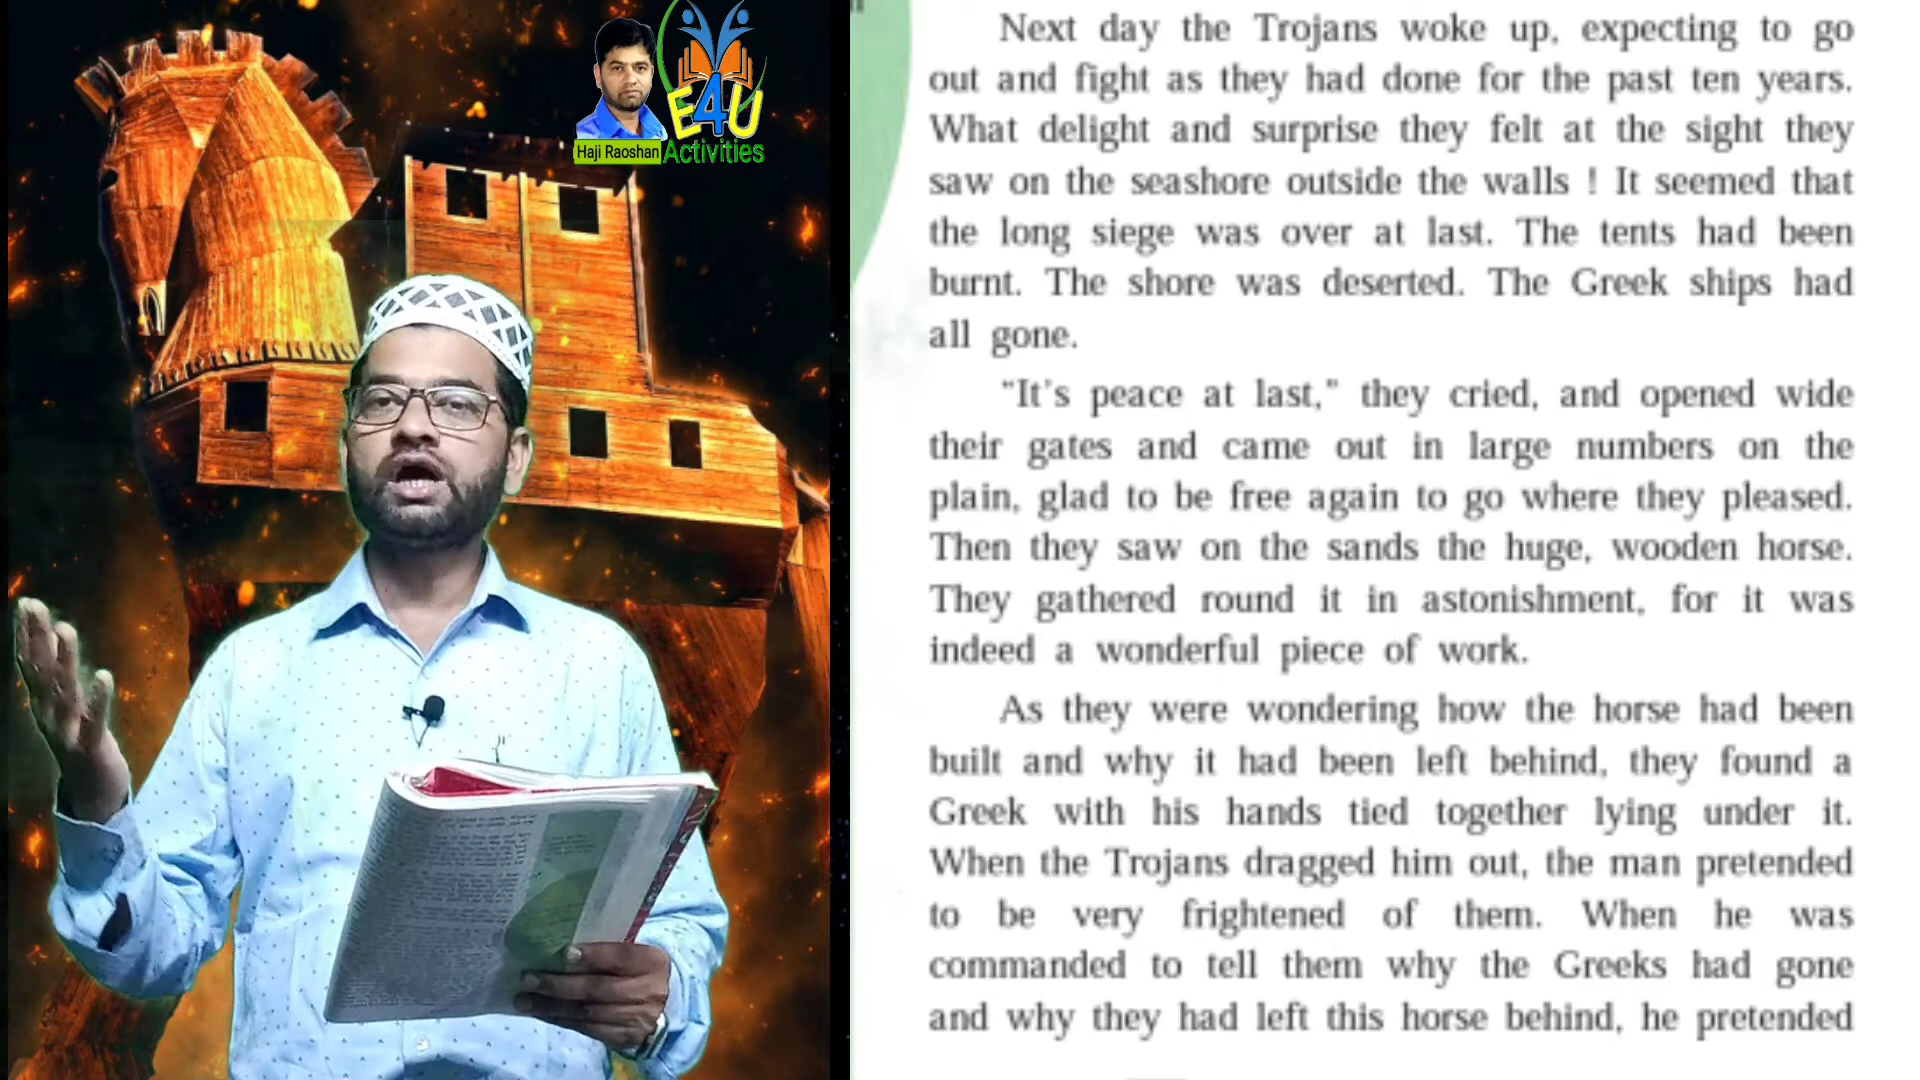 E4U
Haji Raoshan Activities
Next day the Trojans woke up, expecting to go
out and fight as they had done for the past ten years.
What delight and surprise they felt at the sight they
saw on the seashore outside the walls ! It seemed that
the long siege was over at last. The tents had been
burnt. The shore was deserted. The Greek ships had
all gone.
“It’s peace at last,” they cried, and opened wide
their gates and came out in large numbers on the
plain, glad to be free again to go where they pleased.
Then they saw on the sands the huge, wooden horse.
They gathered round it in astonishment, for it was
indeed a wonderful piece of work.
As they were wondering how the horse had been
built and why it had been left behind, they found a
Greek with his hands tied together lying under it.
When the Trojans dragged him out, the man pretended
to be very frightened of them. When he was
commanded to tell them why the Greeks had gone
and why they had left this horse behind, he pretended